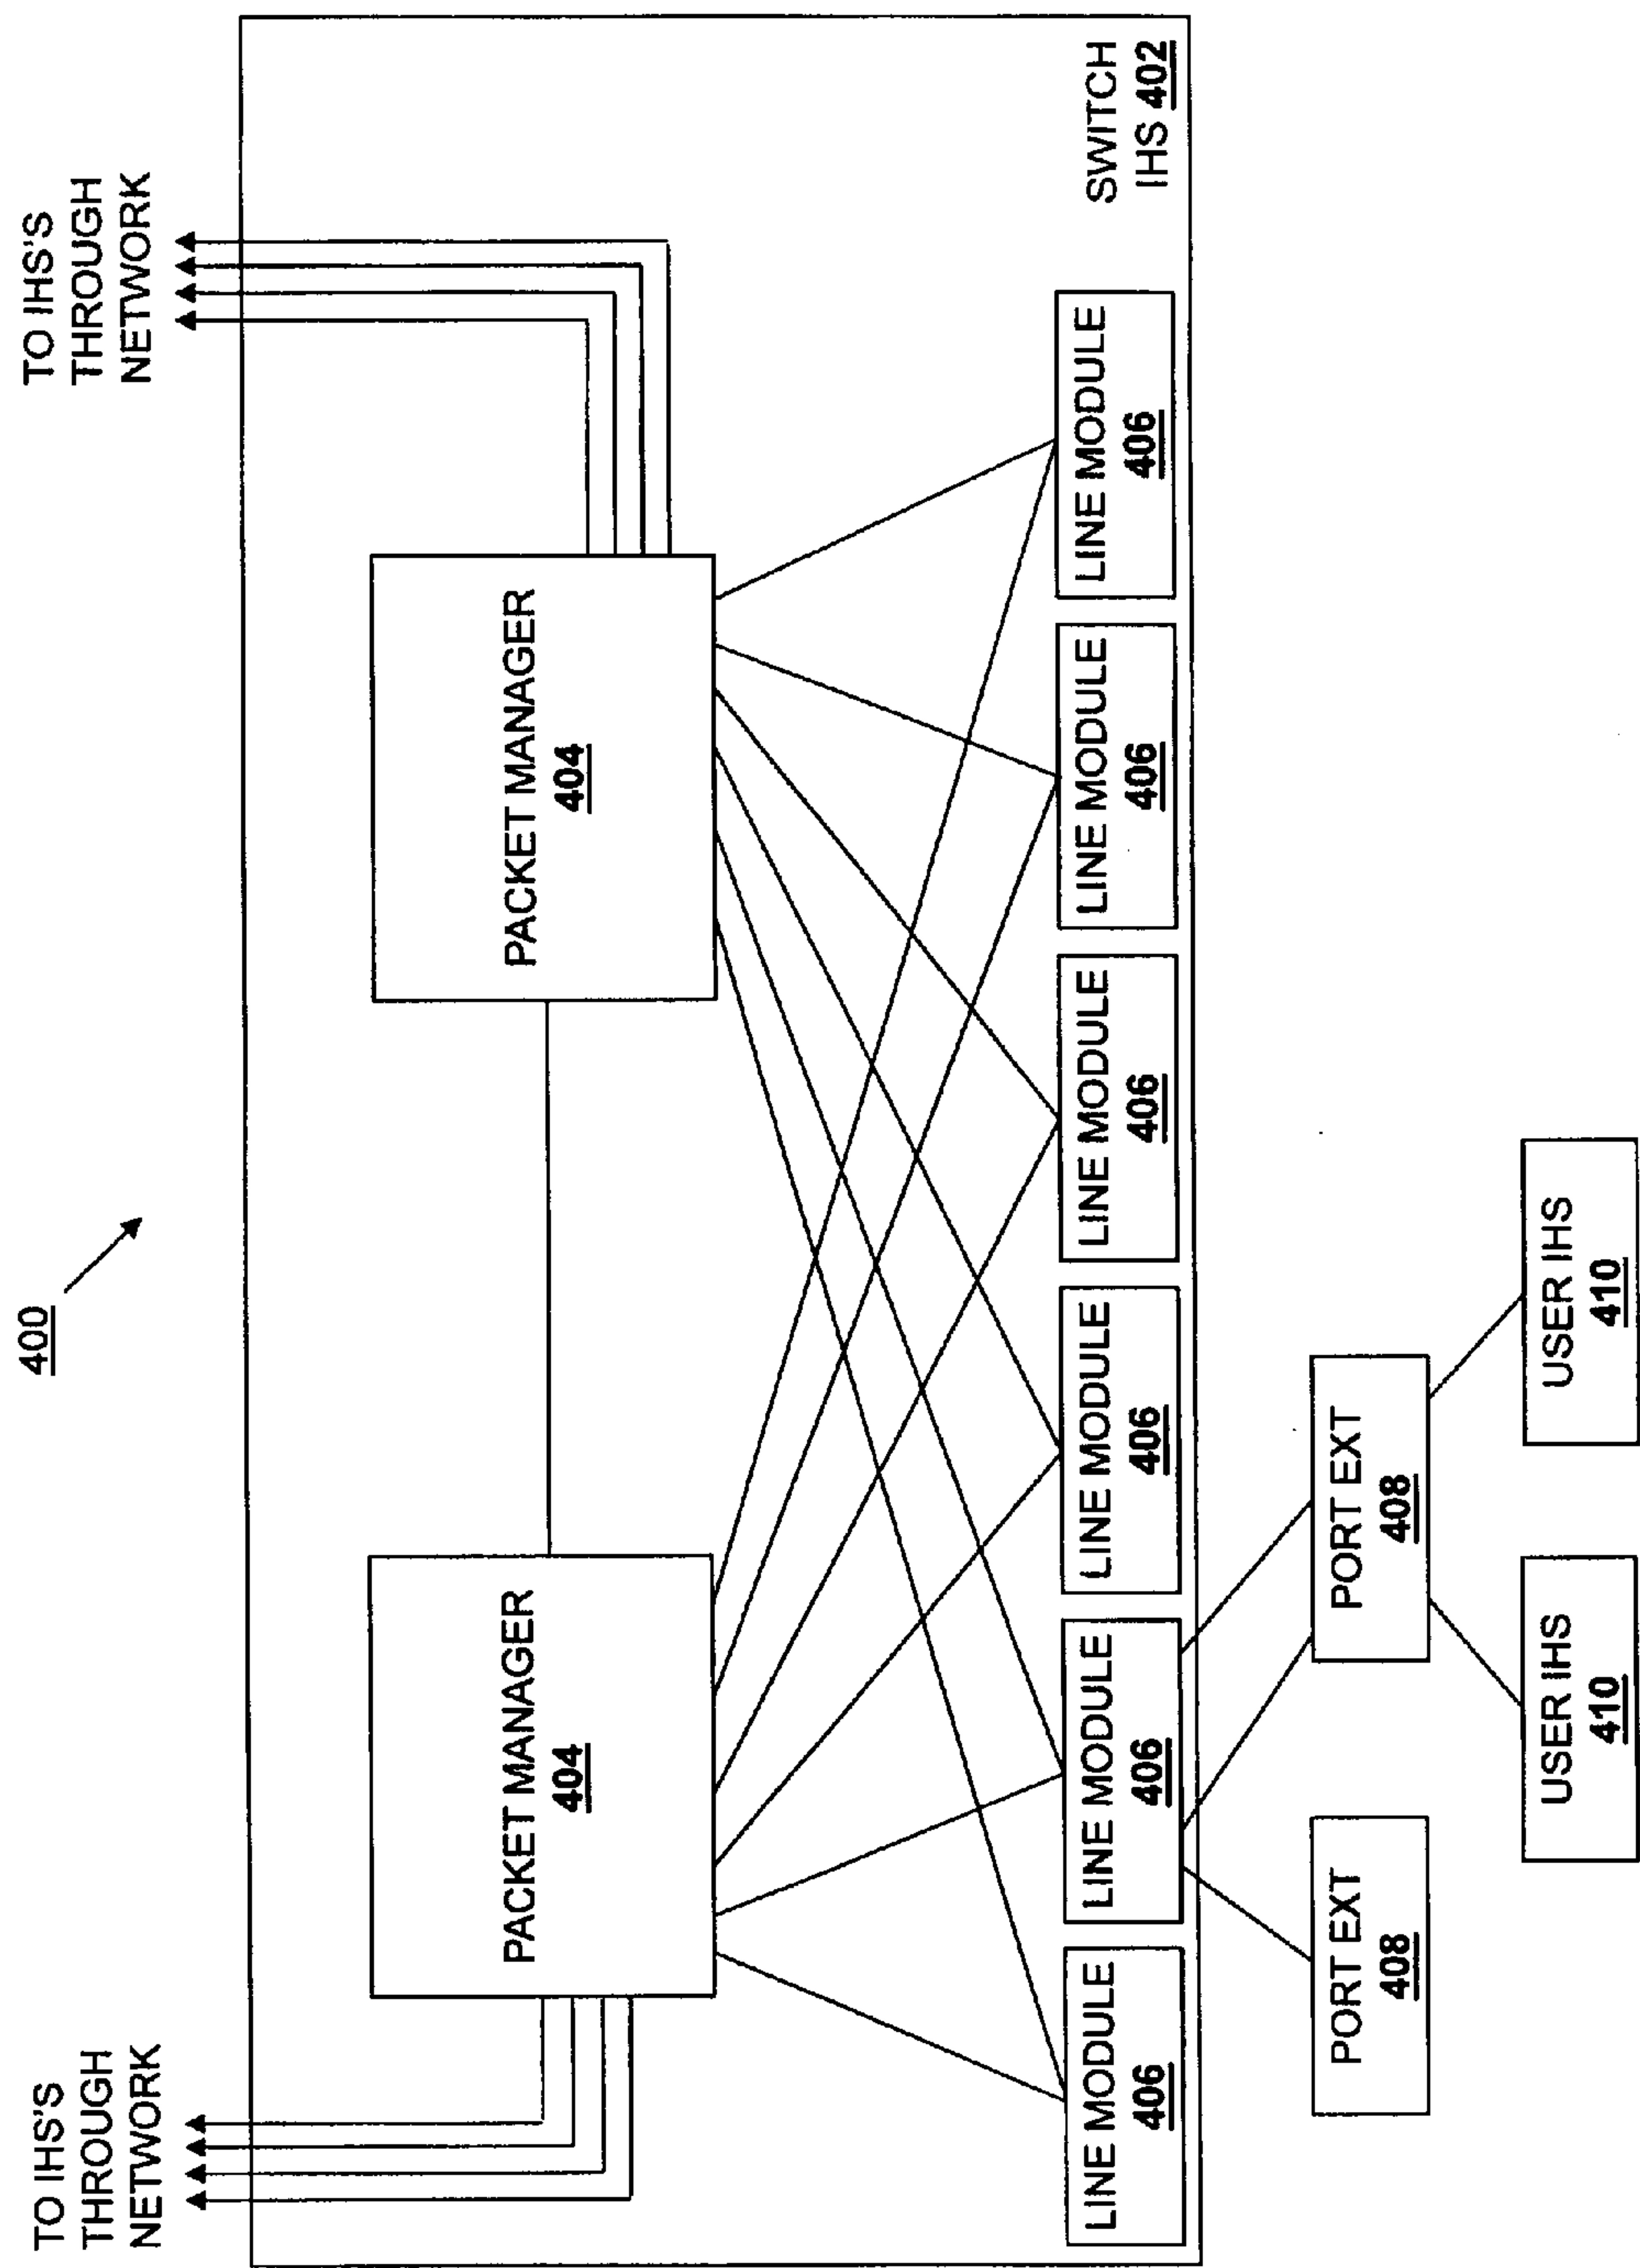 400
TO IHS'S
THROUGH
NETWORK
TO IHS'S
THROUGH
NETWORK
PACKET MANAGER
404
PACKET MANAGER
404
LINE MODULE
406
LINE MODULE
406
LINE MODULE
406
LINE MODULE
406
LINE MODULE
406
LINE MODULE
406
SWITCH
IHS 402
PORT EXT
408
PORT EXT
408
USER IHS
410
USER IHS
410